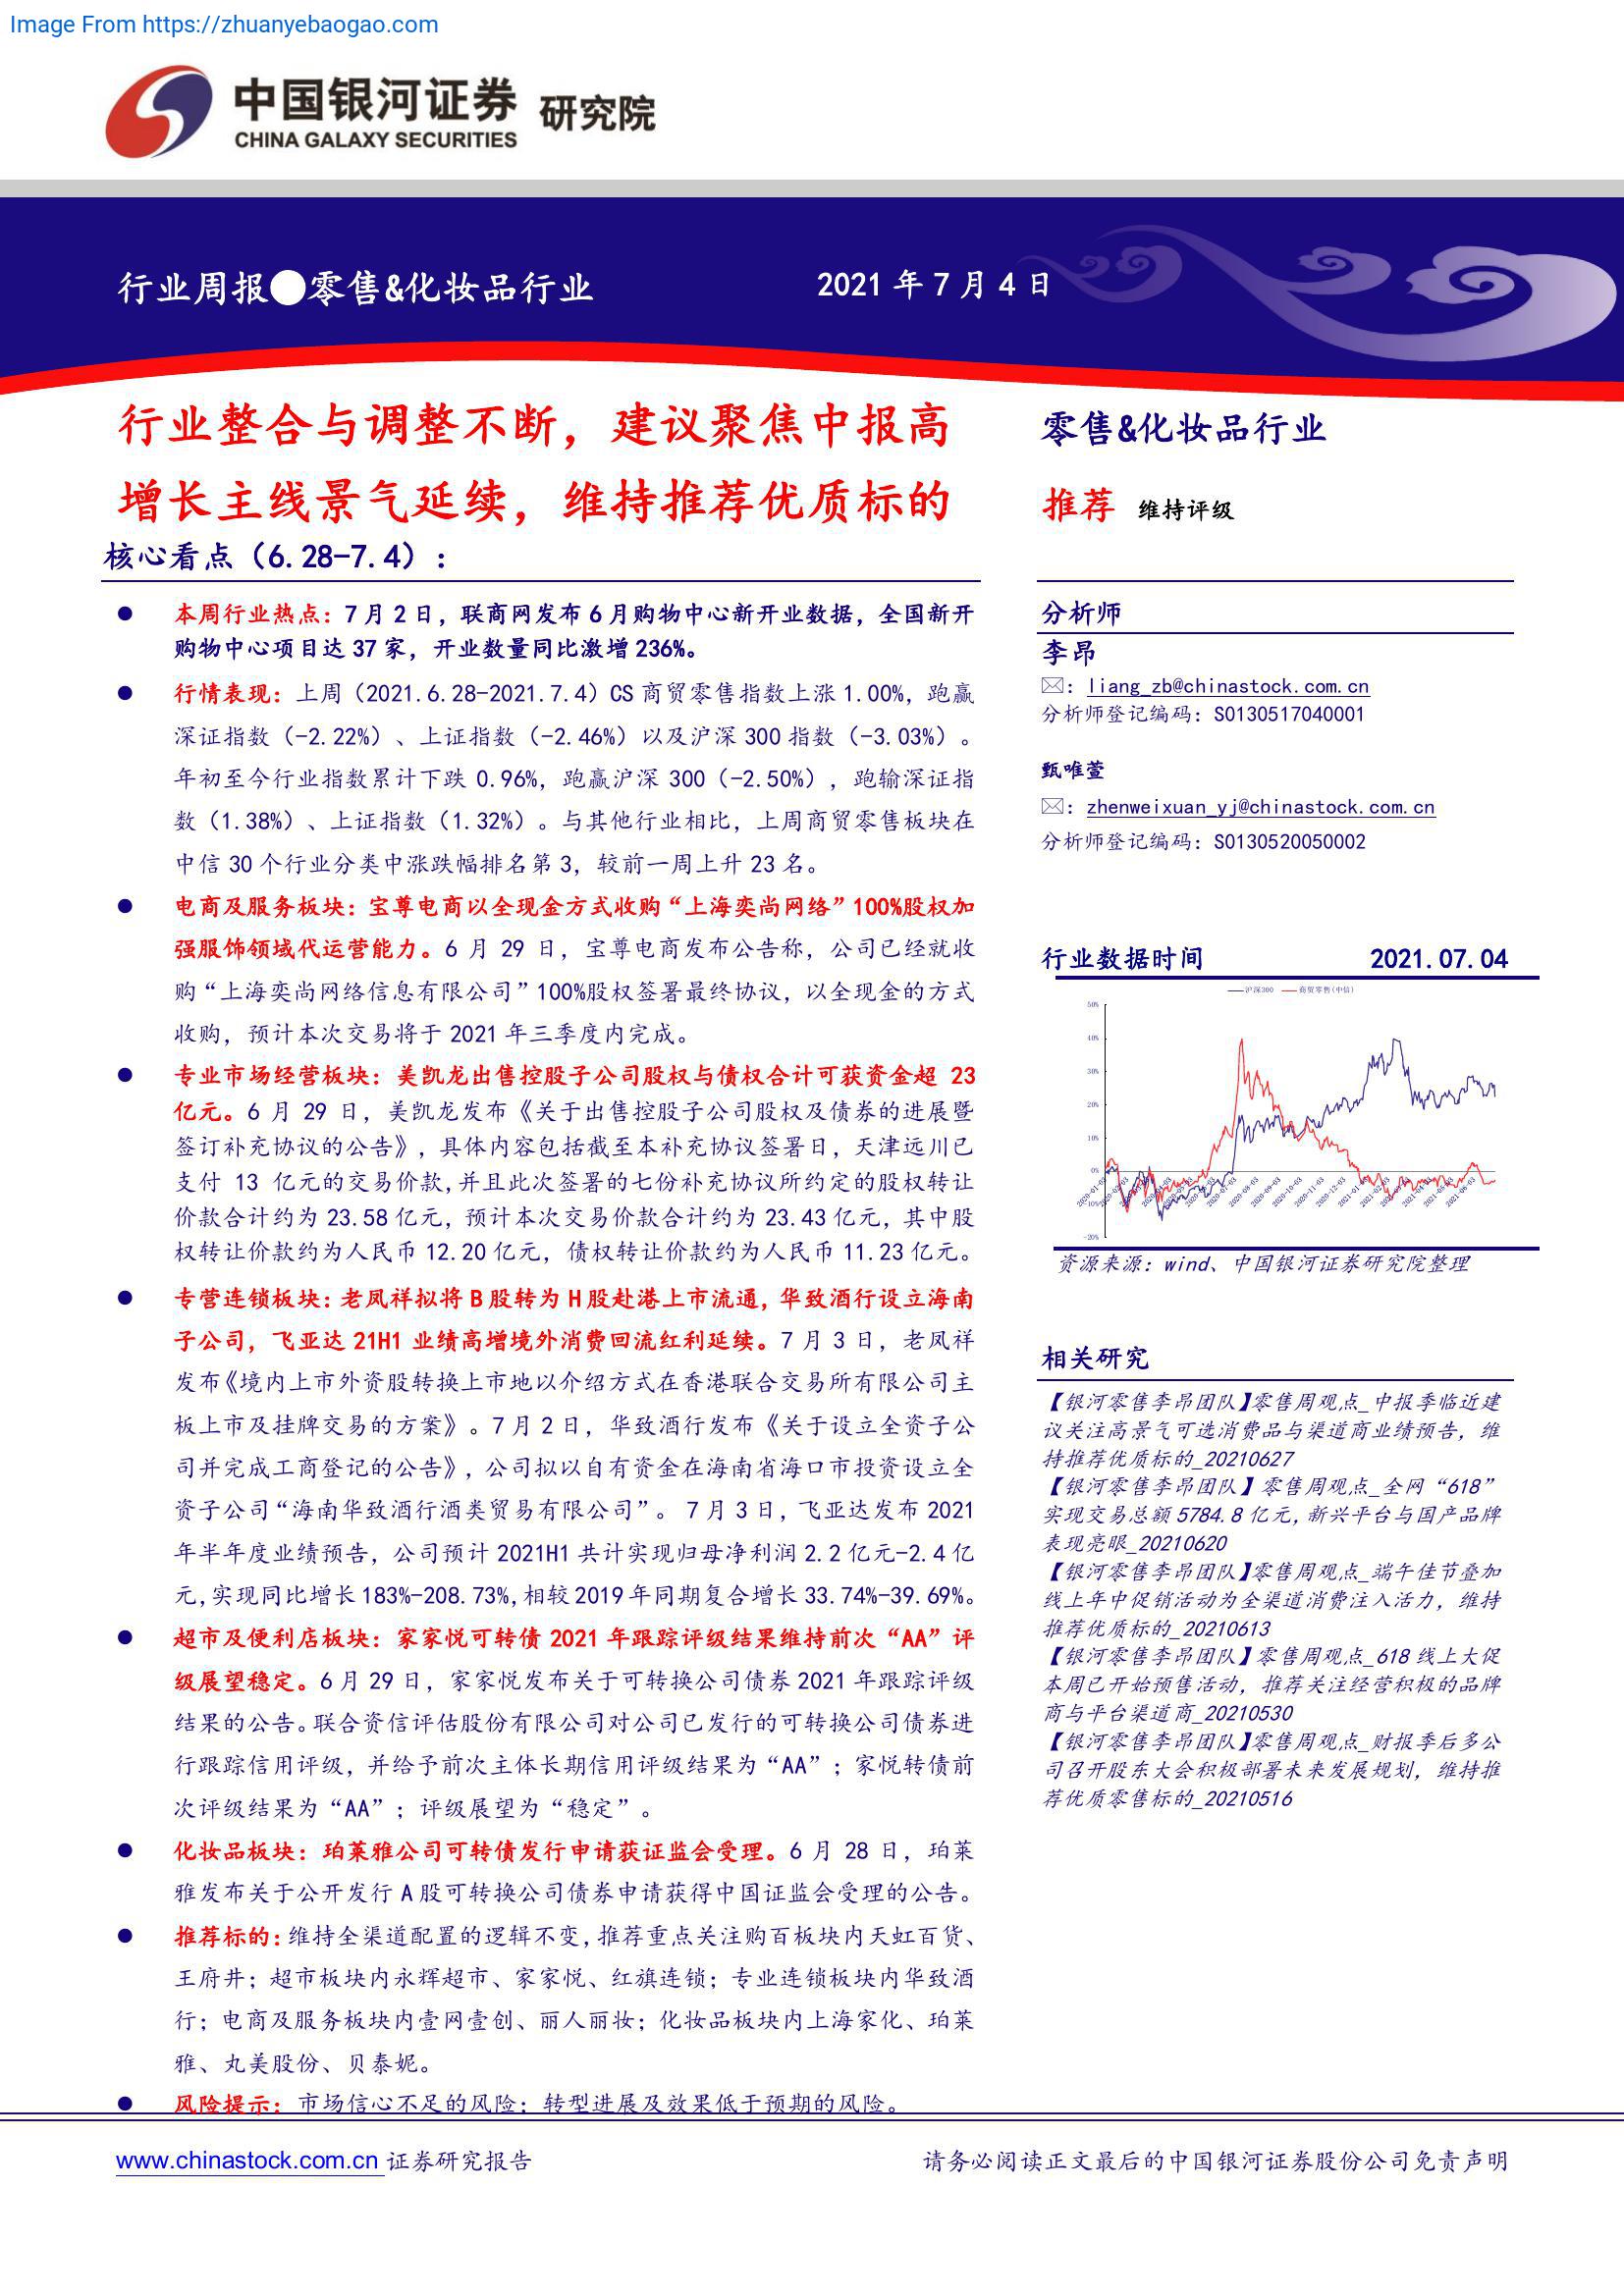 Image From https://zhuanyebaogao.com
中国银河证券 研究院
CHINA GALAXY SECURITIES
行业周报●零售&化妆品行业
2021 年 7 月 4 日
行业整合与调整不断，建议聚焦中报高
增长主线景气延续，维持推荐优质标的
核心看点（6.28-7.4）：
● 本周行业热点：7 月 2 日，联商网发布 6 月购物中心新开业数据，全国新开
购物中心项目达 37 家，开业数量同比激增 236%。
● 行情表现：上周（2021.6.28-2021.7.4）CS 商贸零售指数上涨 1.00%，跑赢
深证指数（-2.22%）、上证指数（-2.46%）以及沪深 300 指数（-3.03%）。
年初至今行业指数累计下跌 0.96%，跑赢沪深 300（-2.50%），跑输深证指
数（1.38%）、上证指数（1.32%）。与其他行业相比，上周商贸零售板块在
中信 30 个行业分类中涨跌幅排名第 3，较前一周上升 23 名。
● 电商及服务板块：宝尊电商以全现金方式收购“上海奕尚网络”100%股权加
强服饰领域代运营能力。6 月 29 日，宝尊电商发布公告称，公司已经就收
购“上海奕尚网络信息有限公司”100%股权签署最终协议，以全现金的方式
收购，预计本次交易将于 2021 年三季度内完成。
● 专业市场经营板块：美凯龙出售控股子公司股权与债权合计可获资金超 23
亿元。6 月 29 日，美凯龙发布《关于出售控股子公司股权及债券的进展暨
签订补充协议的公告》，具体内容包括截至本补充协议签署日，天津远川已
支付 13 亿元的交易价款,并且此次签署的七份补充协议所约定的股权转让
价款合计约为 23.58 亿元，预计本次交易价款合计约为 23.43 亿元，其中股
权转让价款约为人民币 12.20 亿元，债权转让价款约为人民币 11.23 亿元。
● 专营连锁板块：老凤祥拟将 B 股转为 H 股赴港上市流通，华致酒行设立海南
子公司，飞亚达 21H1 业绩高增境外消费回流红利延续。7 月 3 日，老凤祥
发布《境内上市外资股转换上市地以介绍方式在香港联合交易所有限公司主
板上市及挂牌交易的方案》。7 月 2 日，华致酒行发布《关于设立全资子公
司并完成工商登记的公告》，公司拟以自有资金在海南省海口市投资设立全
资子公司“海南华致酒行酒类贸易有限公司”。 7 月 3 日，飞亚达发布 2021
年半年度业绩预告，公司预计 2021H1 共计实现归母净利润 2.2 亿元-2.4 亿
元,实现同比增长 183%-208.73%,相较 2019 年同期复合增长 33.74%-39.69%。
● 超市及便利店板块：家家悦可转债 2021 年跟踪评级结果维持前次“AA”评
级展望稳定。6 月 29 日，家家悦发布关于可转换公司债券 2021 年跟踪评级
结果的公告。联合资信评估股份有限公司对公司已发行的可转换公司债券进
行跟踪信用评级，并给予前次主体长期信用评级结果为“AA”；家悦转债前
次评级结果为“AA”；评级展望为“稳定”。
● 化妆品板块：珀莱雅公司可转债发行申请获证监会受理。6 月 28 日，珀莱
雅发布关于公开发行 A 股可转换公司债券申请获得中国证监会受理的公告。
● 推荐标的：维持全渠道配置的逻辑不变,推荐重点关注购百板块内天虹百货、
王府井；超市板块内永辉超市、家家悦、红旗连锁；专业连锁板块内华致酒
行；电商及服务板块内壹网壹创、丽人丽妆；化妆品板块内上海家化、珀莱
雅、丸美股份、贝泰妮。
● 风险提示：市场信心不足的风险；转型进展及效果低于预期的风险。
零售&化妆品行业
推荐 维持评级
分析师
李昂
：liang_zb@chinastock.com.cn
分析师登记编码：S0130517040001
甄唯萱
：zhenweixuan_yj@chinastock.com.cn
分析师登记编码：S0130520050002
行业数据时间 2021.07.04
沪深300 商贸零售(中信)
50%
40%
30%
20%
10%
0%
-10%
-20%
资源来源：wind、中国银河证券研究院整理
相关研究
【银河零售李昂团队】零售周观点_中报季临近建
议关注高景气可选消费品与渠道商业绩预告，维
持推荐优质标的_20210627
【银河零售李昂团队】零售周观点_全网“618”
实现交易总额 5784.8 亿元,新兴平台与国产品牌
表现亮眼_20210620
【银河零售李昂团队】零售周观点_端午佳节叠加
线上年中促销活动为全渠道消费注入活力，维持
推荐优质标的_20210613
【银河零售李昂团队】零售周观点_618 线上大促
本周已开始预售活动，推荐关注经营积极的品牌
商与平台渠道商_20210530
【银河零售李昂团队】零售周观点_财报季后多公
司召开股东大会积极部署未来发展规划，维持推
荐优质零售标的_20210516
www.chinastock.com.cn 证券研究报告
请务必阅读正文最后的中国银河证券股份公司免责声明